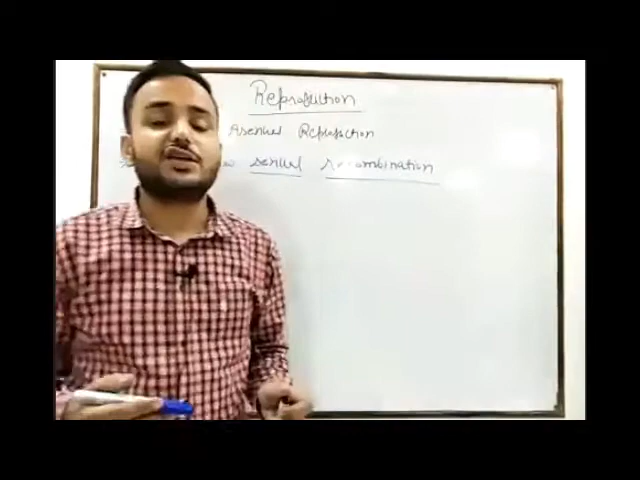 Reproduction
Asexual Reproduction
sexual recombination